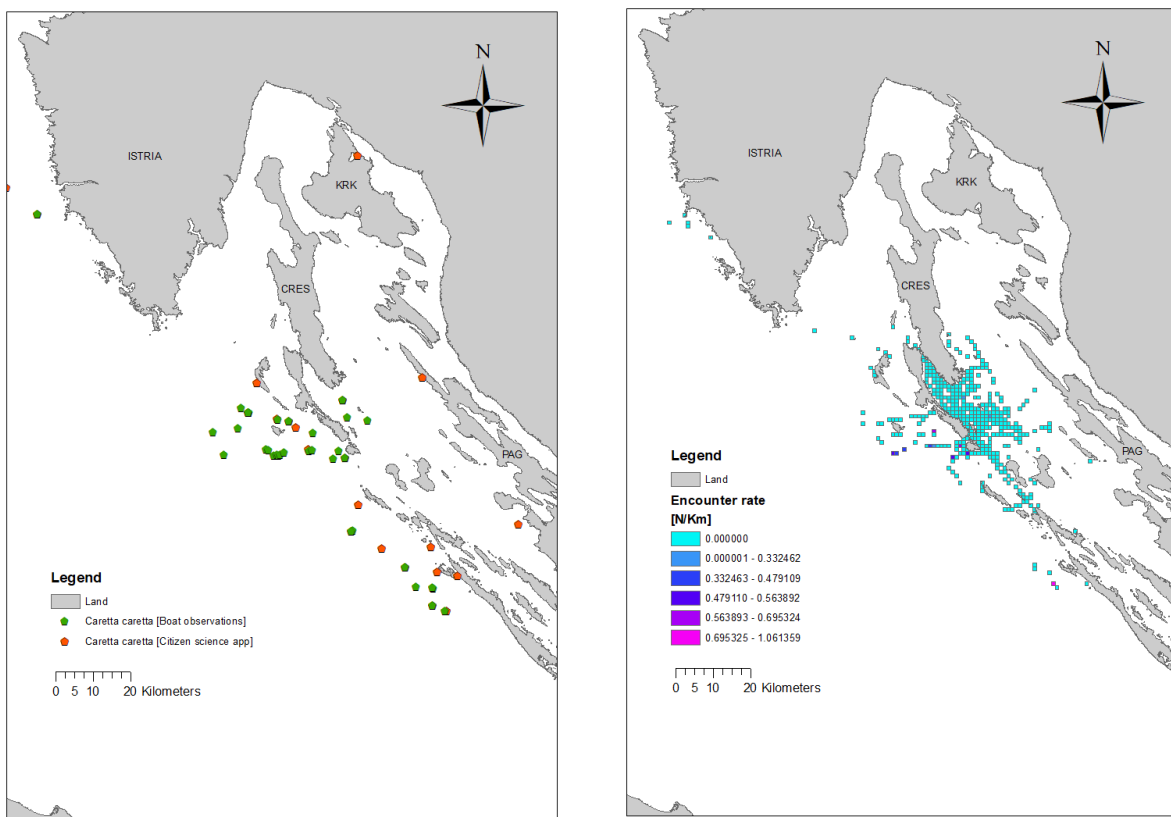 N
ISTRIA
KRK
CRES
PAG
Legend
Land
Caretta caretta [Boat observations]
Caretta caretta [Citizen science app]
0 5 10 20 Kilometers
N
ISTRIA
KRK
CRES
PAG
Legend
Land
Encounter rate
[N/Km]
0.000000
0.000001 - 0.332462
0.332463 - 0.479109
0.479110 - 0.563892
0.563893 - 0.695324
0.695325 - 1.061359
0 5 10 20 Kilometers